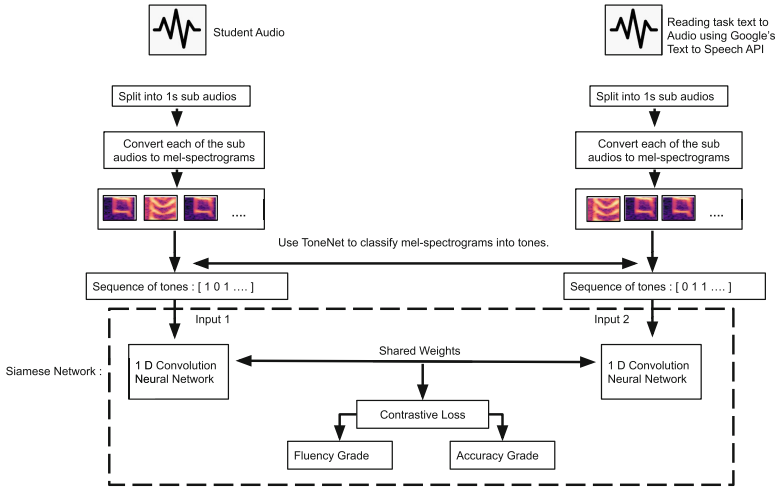 Student Audio
Reading task text to
Audio using Google's
Text to Speech API
Split into 1s sub audios
Split into 1s sub audios
Convert each of the sub
audios to mel-spectrograms
Convert each of the sub
audios to mel-spectrograms
....
....
Use ToneNet to classify mel-spectrograms into tones.
Sequence of tones : [ 1 0 1 .... ]
Sequence of tones : [ 0 1 1 .... ]
Input 1
Input 2
Siamese Network :
1 D Convolution
Neural Network
Shared Weights
1 D Convolution
Neural Network
Contrastive Loss
Fluency Grade
Accuracy Grade